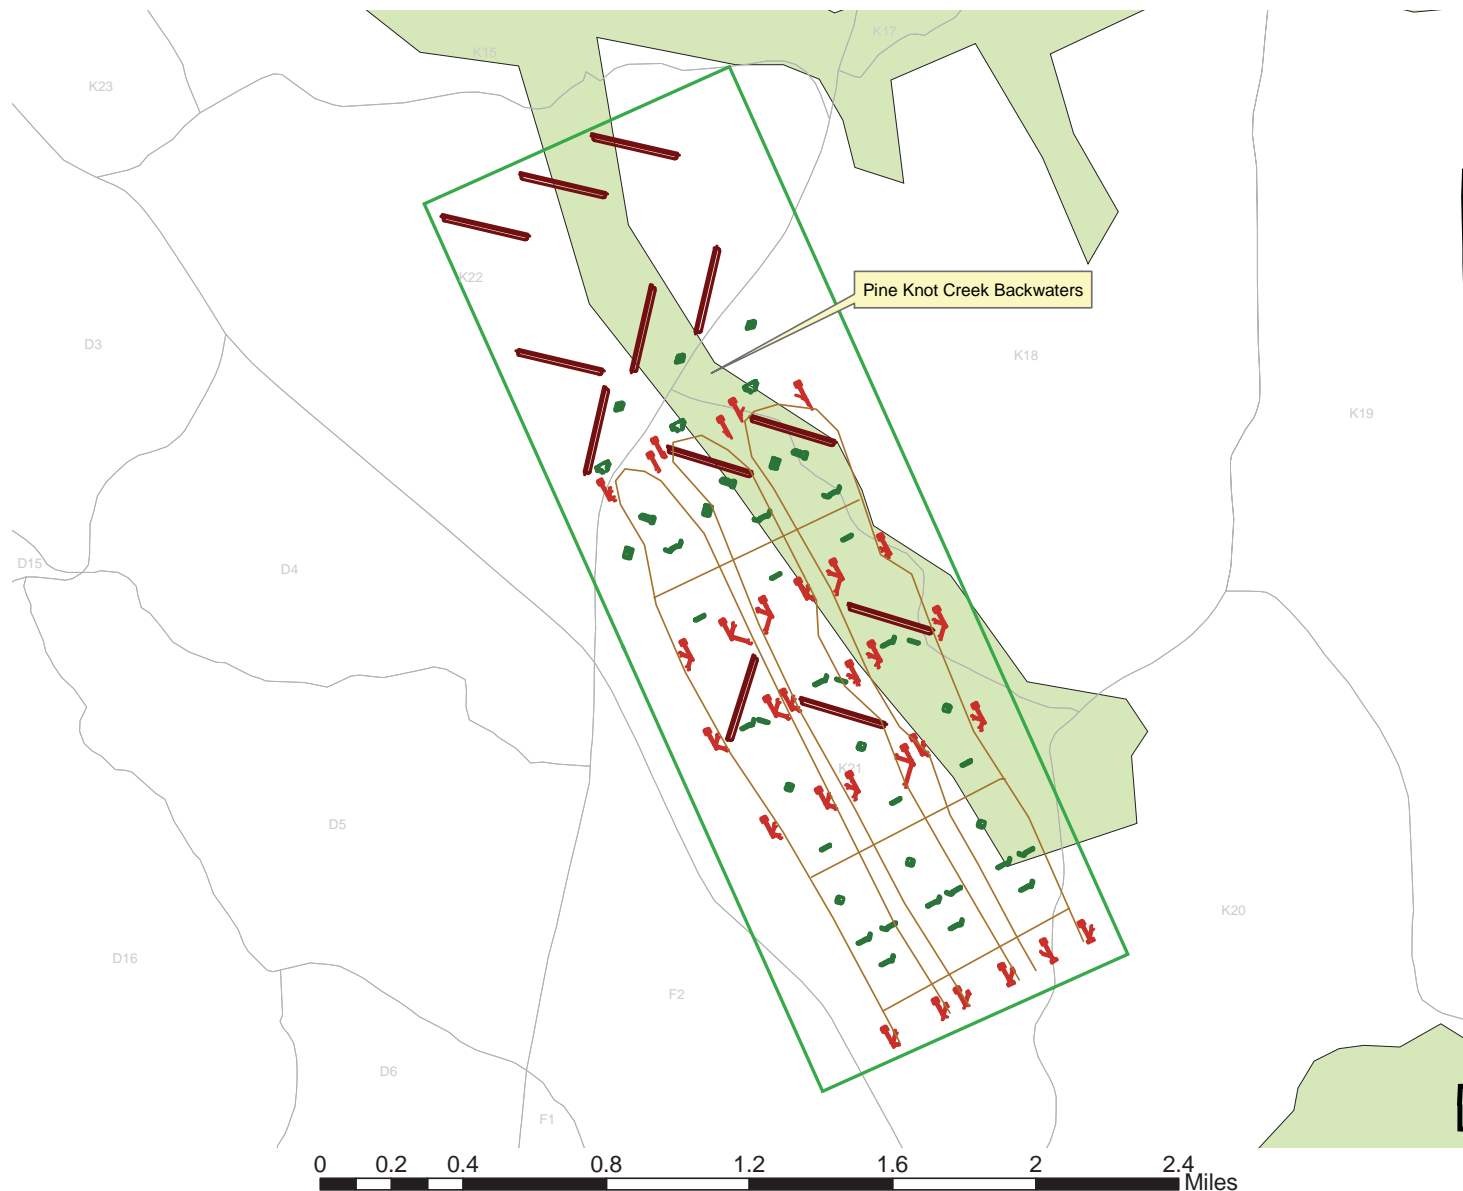 K17
K15
K23
K22
Pine Knot Creek Backwaters
D3
K18
K19
D15
D4
K21
D5
K20
D16
F2
D6
F1
0 0.2 0.4 0.8 1.2 1.6 2 2.4
Miles